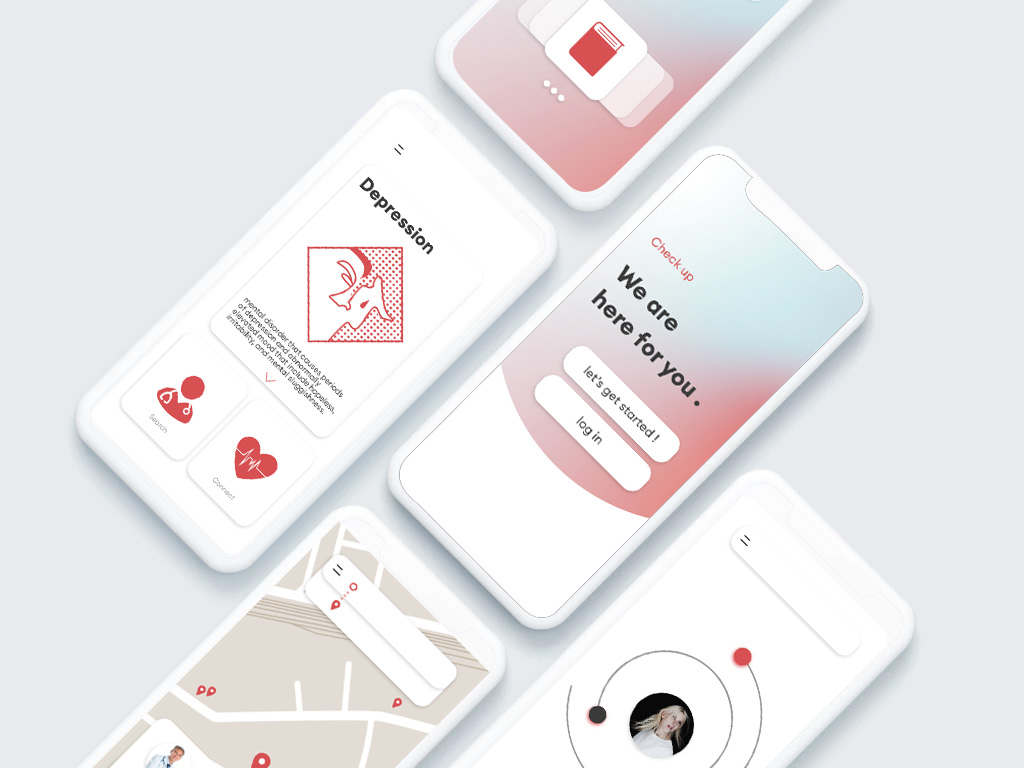 Depression
mental disorder that causes periods
of depression and abnormally
elevated mood that include hopeless,
irritability, and mental sluggishness.
Search
Connect
Check up
We are
here for you .
let's get started !
log in